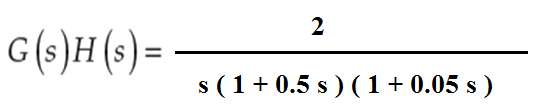 G(s)H(s) = 2 / s ( 1 + 0.5 s ) ( 1 + 0.05 s )